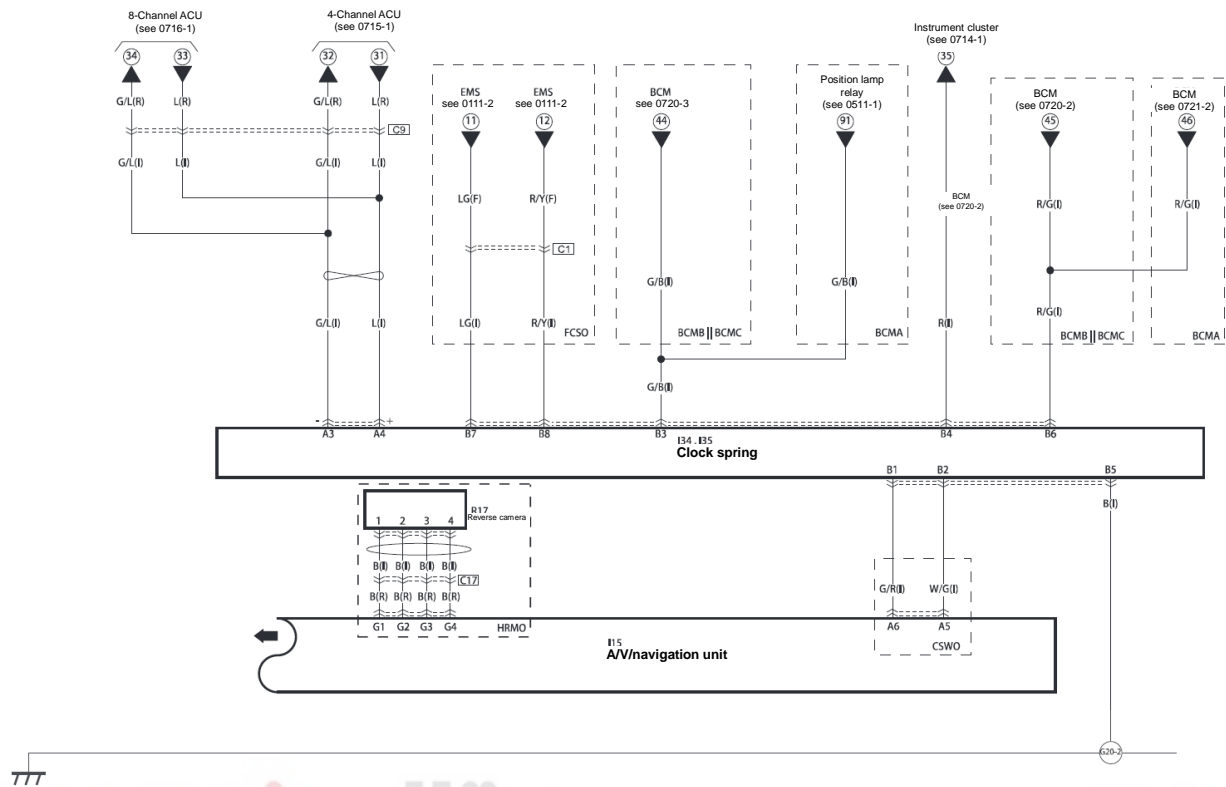 8-Channel ACU
(see 0716-1)
4-Channel ACU
(see 0715-1)
Instrument cluster
(see 0714-1)
34
33
32
31
35
EMS
see 0111-2
EMS
see 0111-2
BCM
see 0720-3
Position lamp
relay
(see 0511-1)
BCM
(see 0720-2)
BCM
(see 0721-2)
11
12
44
91
45
46
G/L(R)
L(R)
G/L(R)
L(R)
C9
G/L(I)
L(I)
G/L(I)
L(I)
LG(F)
R/Y(F)
BCM
(see 0720-2)
R/G(I)
R/G(I)
C1
G/B(I)
G/B(I)
R/G(I)
G/L(I)
L(I)
LG(I)
R/Y(I)
FCSO
BCMB || BCMC
BCMA
R(I)
BCMB || BCMC
BCMA
G/B(I)
- +
A3
A4
B7
B8
B3
B4
B6
I34 . I35
Clock spring
B1
B2
B5
B(I)
R17
Reverse camera
1 2 3 4
B(I) B(I) B(I) B(I)
C17
B(R) B(R) B(R) B(R)
G/R(I)
W/G(I)
G1 G2 G3 G4
HRMO
A6
A5
CSWO
I15
A/V/navigation unit
G20-2